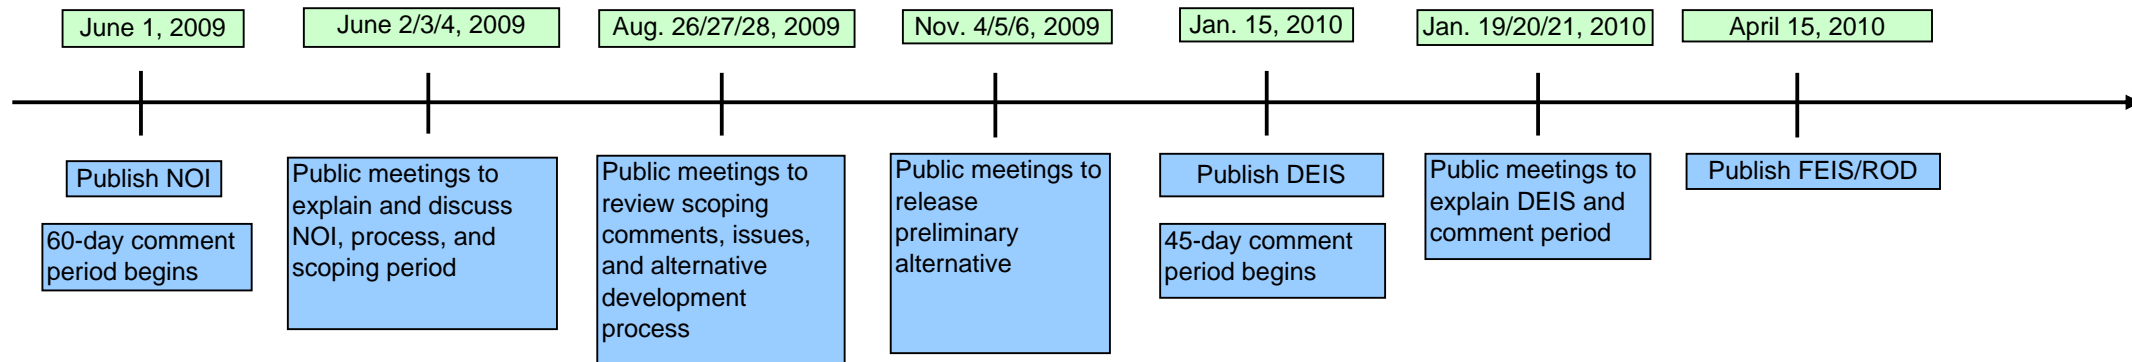 June 1, 2009
June 2/3/4, 2009
Aug. 26/27/28, 2009
Nov. 4/5/6, 2009
Jan. 15, 2010
Jan. 19/20/21, 2010
April 15, 2010
Publish NOI
60-day comment
period begins
Public meetings to
explain and discuss
NOI, process, and
scoping period
Public meetings to
review scoping
comments, issues,
and alternative
development
process
Public meetings to
release
preliminary
alternative
Publish DEIS
45-day comment
period begins
Public meetings to
explain DEIS and
comment period
Publish FEIS/ROD